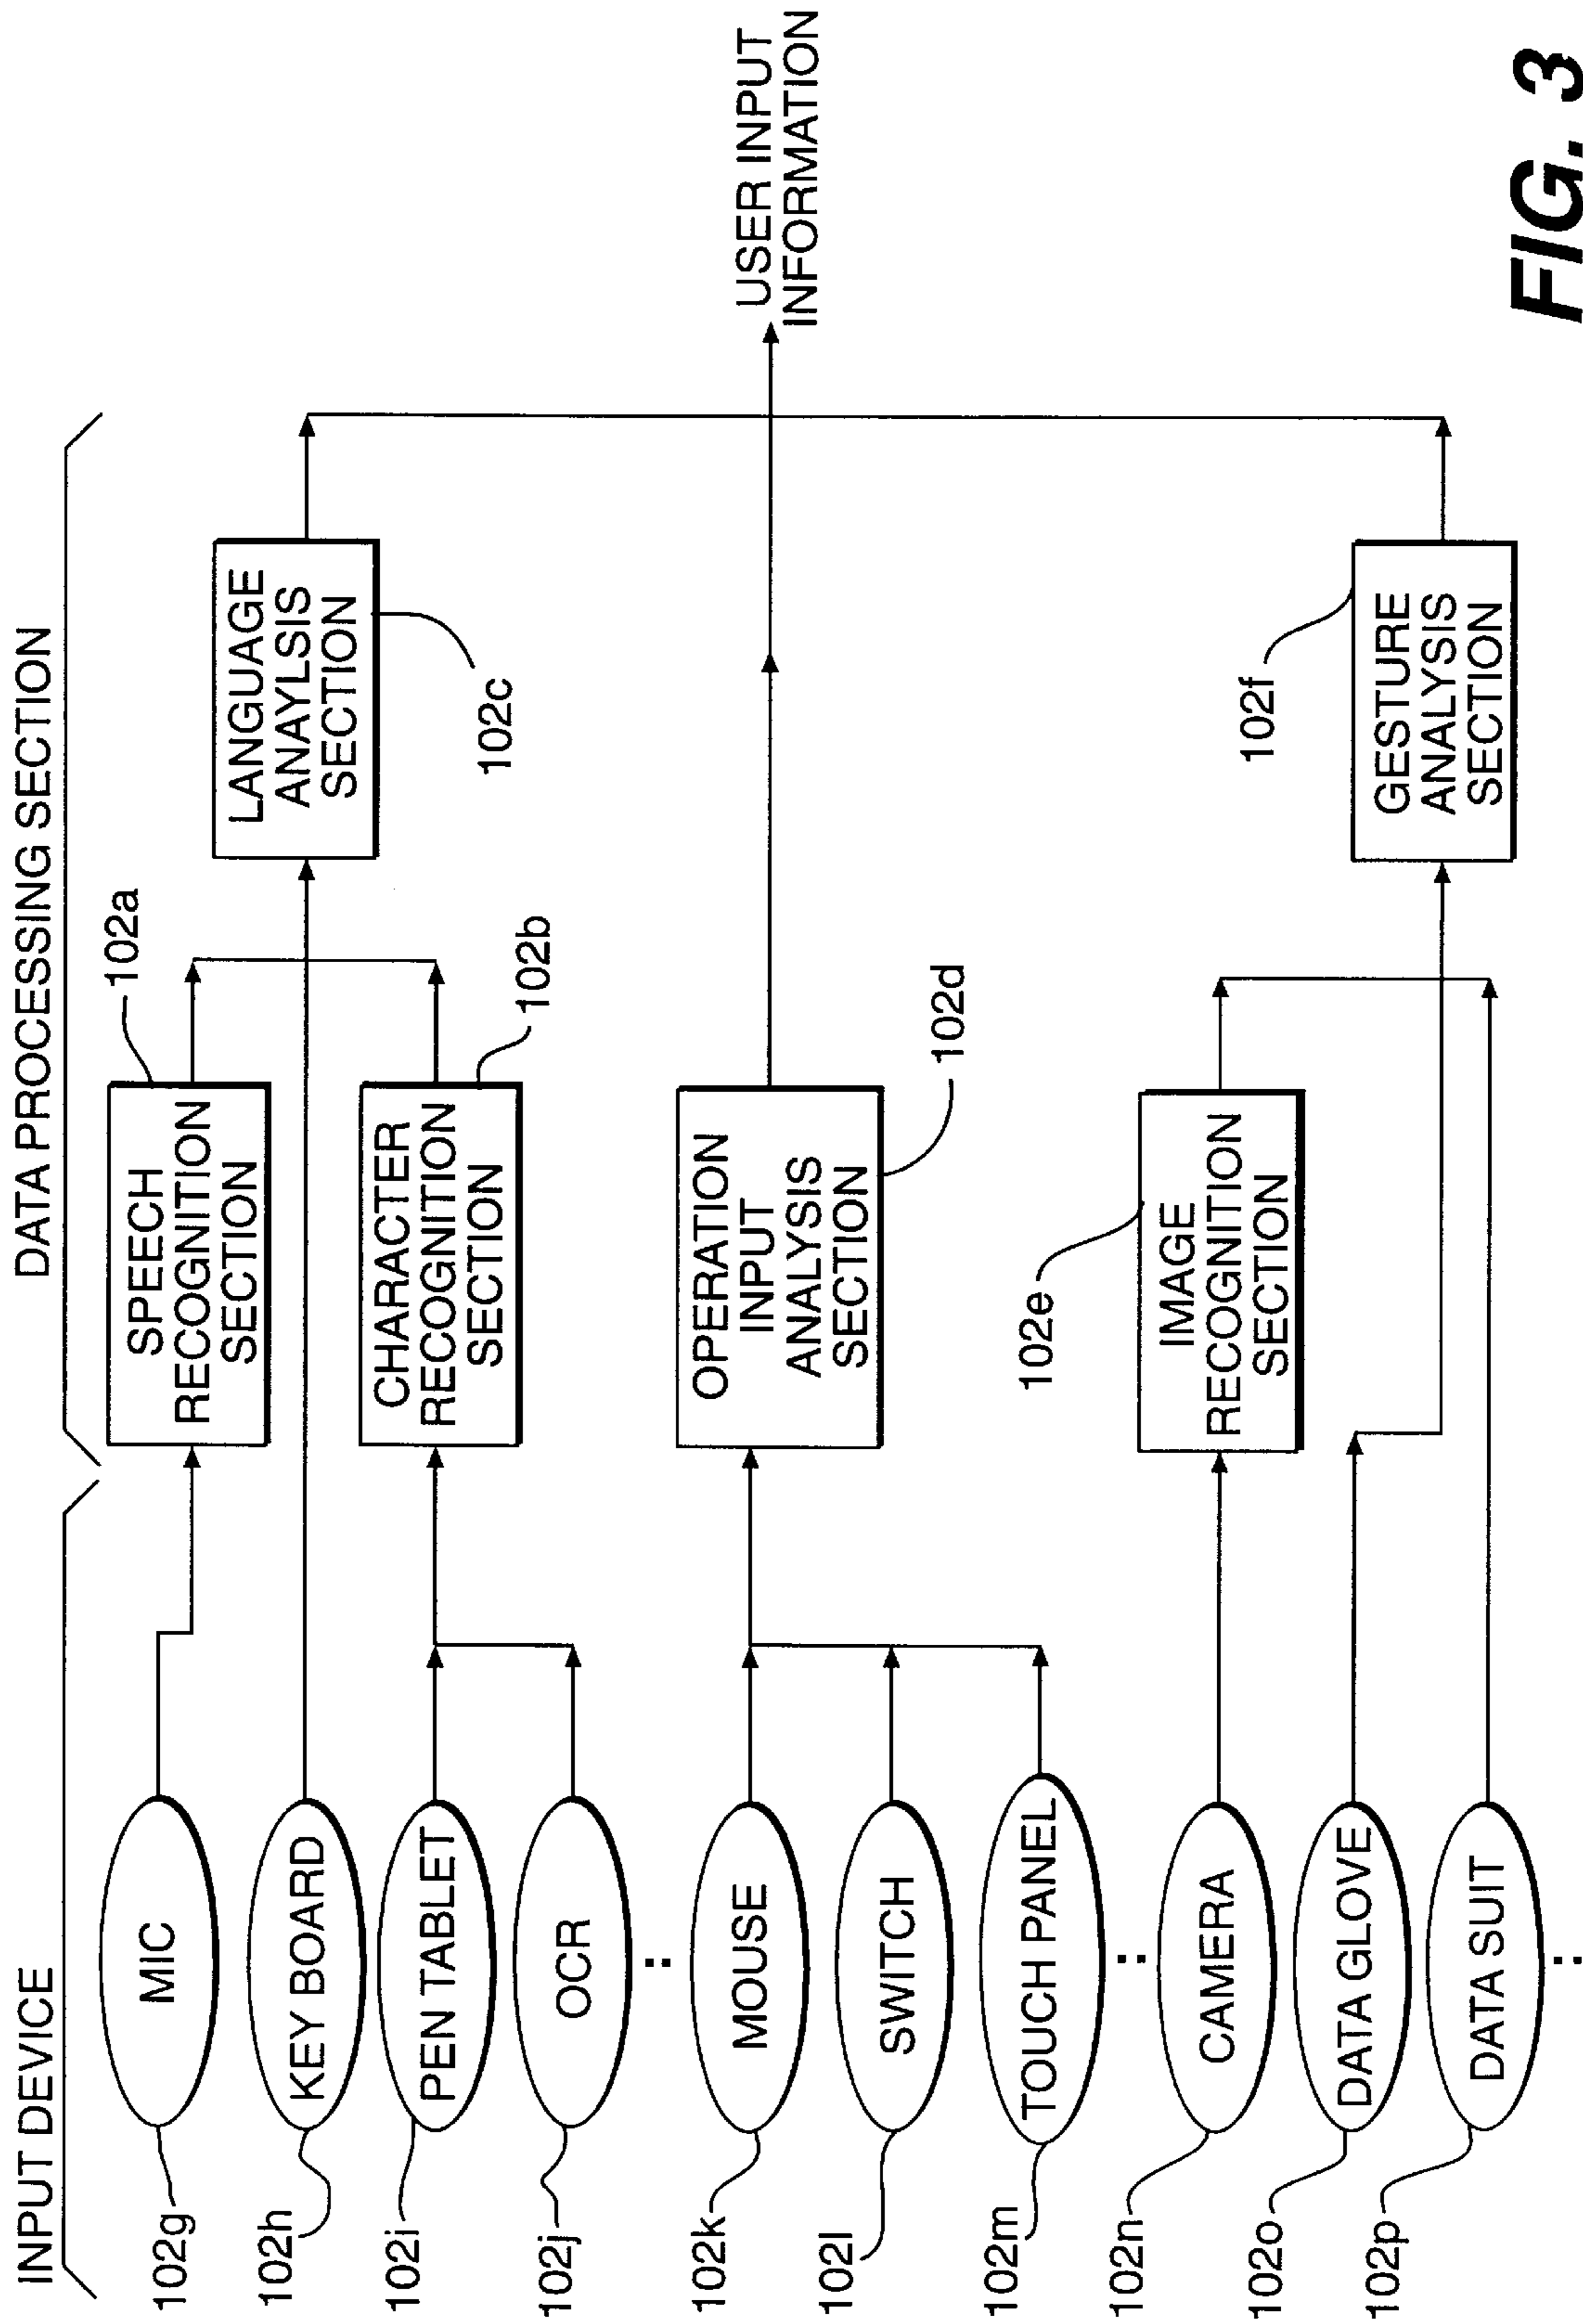 INPUT DEVICE
DATA PROCESSING SECTION
102g
MIC
102h
KEY BOARD
102i
PEN TABLET
102j
OCR
102k
MOUSE
102l
SWITCH
102m
TOUCH PANEL
102n
CAMERA
102o
DATA GLOVE
102p
DATA SUIT
SPEECH
RECOGNITION
SECTION
102a
CHARACTER
RECOGNITION
SECTION
102b
OPERATION
INPUT
ANALYSIS
SECTION
102d
IMAGE
RECOGNITION
SECTION
102e
LANGUAGE
ANAYLSIS
SECTION
102c
GESTURE
ANALYSIS
SECTION
102f
USER INPUT
INFORMATION
FIG. 3